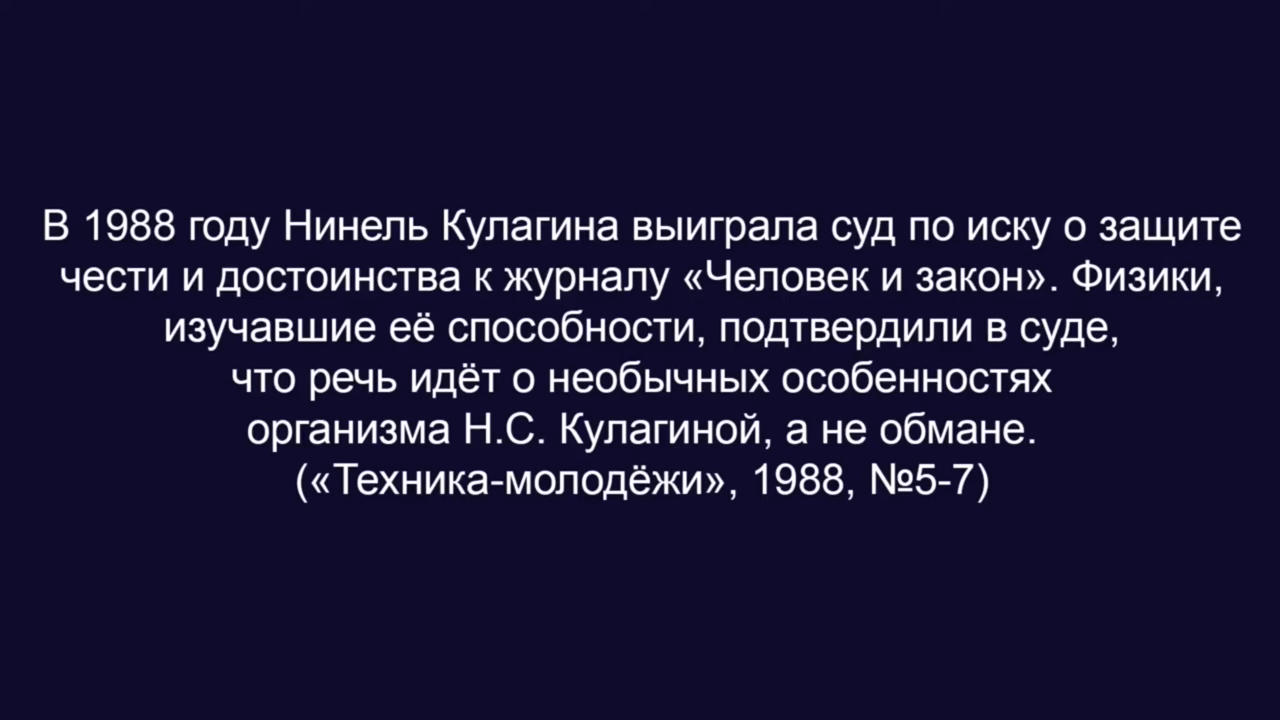 В 1988 году Нинель Кулагина выиграла суд по иску о защите
чести и достоинства к журналу «Человек и закон». Физики,
изучавшие её способности, подтвердили в суде,
что речь идёт о необычных особенностях
организма Н.С. Кулагиной, а не обмане.
(«Техника-молодёжи», 1988, №5-7)